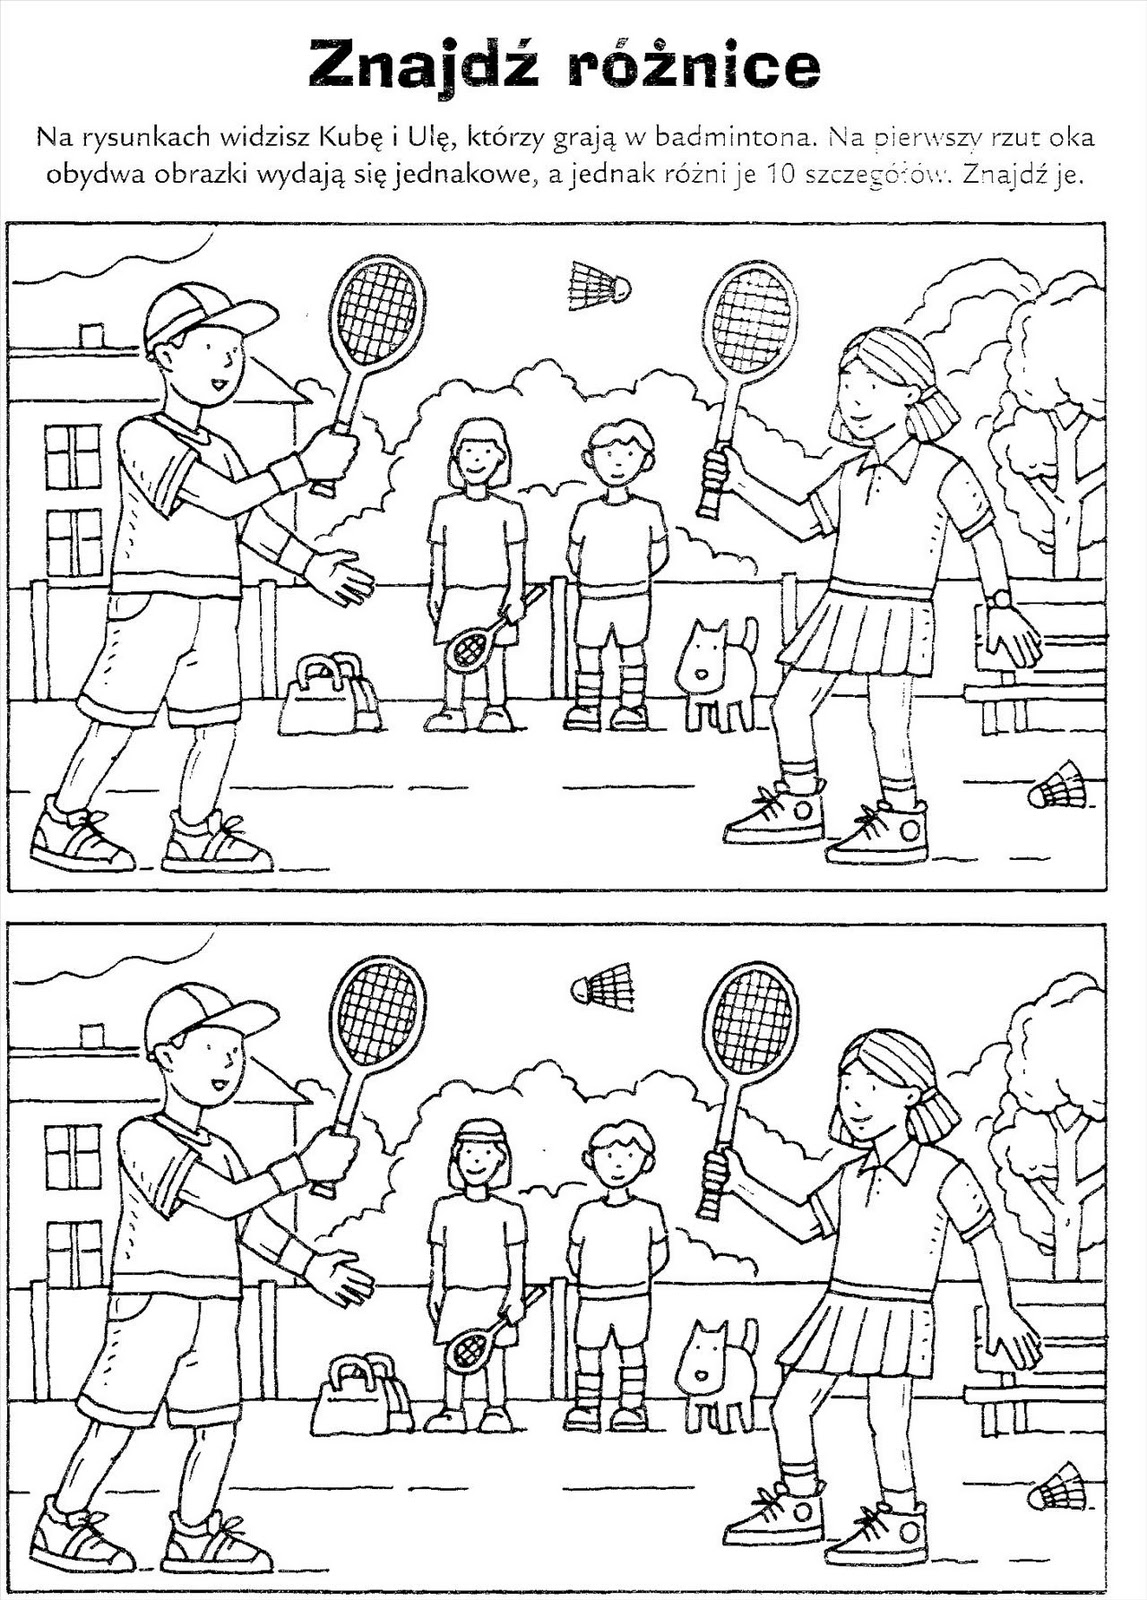 Znajdź różnice
Na rysunkach widzisz Kubę i Ulę, którzy grają w badmintona. Na pierwszy rzut oka
obydwa obrazki wydają się jednakowe, a jednak różni je 10 szczegółów. Znajdź je.